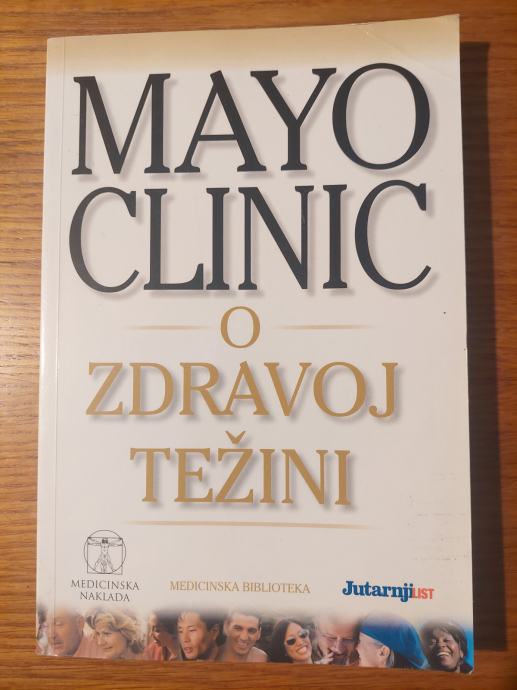 MAYO
CLINIC
O
ZDRAVOJ
TEŽINI
MEDICINSKA
NAKLADA
MEDICINSKA BIBLIOTEKA
JutarnjiLIST